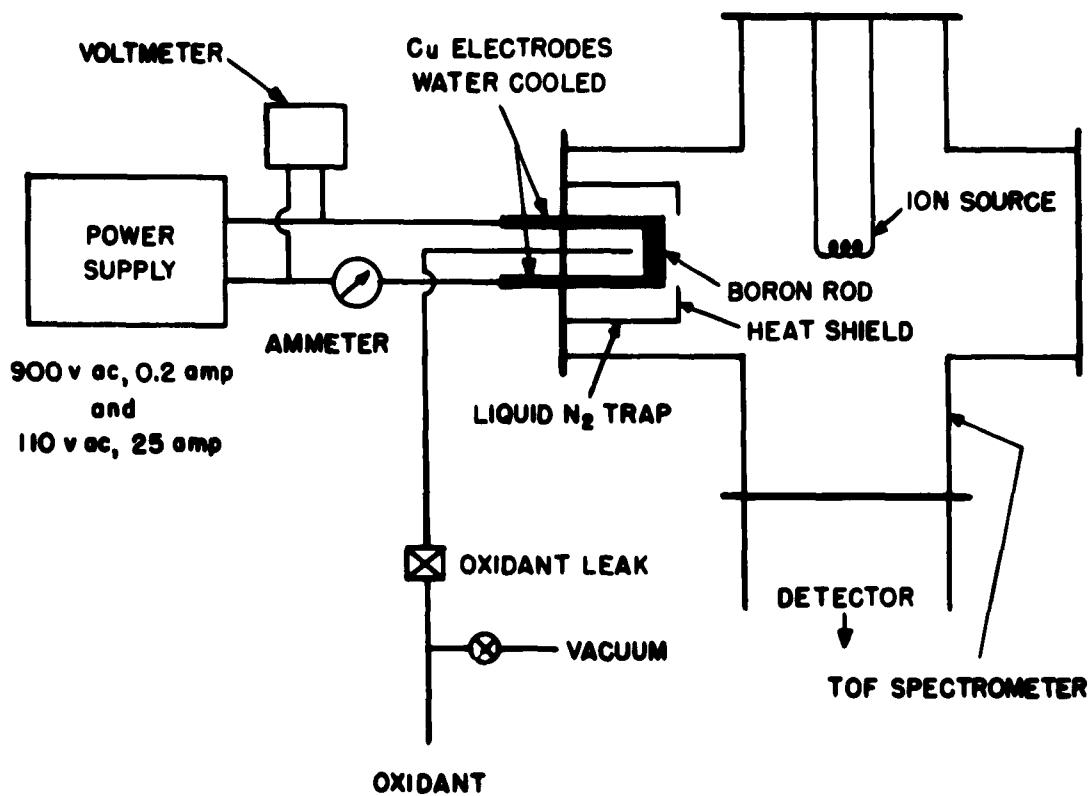 VOLTMETER
Cu ELECTRODES
WATER COOLED
POWER
SUPPLY
ION SOURCE
BORON ROD
HEAT SHIELD
AMMETER
900 v ac, 0.2 amp
and
110 v ac, 25 amp
LIQUID N₂ TRAP
OXIDANT LEAK
DETECTOR
VACUUM
TOF SPECTROMETER
OXIDANT